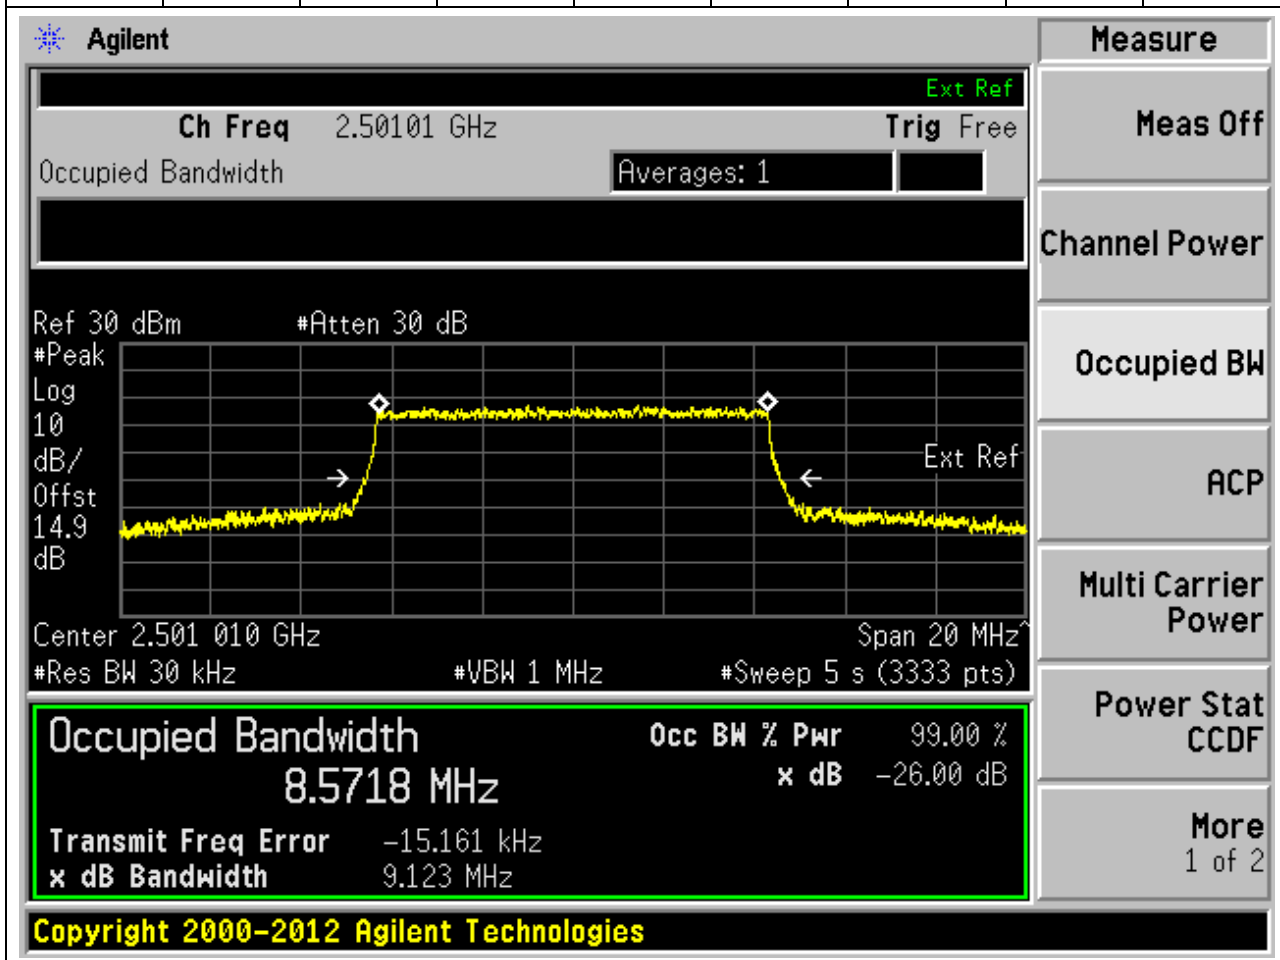 Agilent
Measure
Ext Ref
Ch Freq 2.50101 GHz Trig Free
Meas Off
Occupied Bandwidth Averages: 1
Channel Power
Ref 30 dBm #Atten 30 dB
#Peak
Log
10
dB/
Offst
14.9
dB
Ext Ref
Occupied BW
ACP
Center 2.501 010 GHz Span 20 MHz^
#Res BW 30 kHz #VBW 1 MHz #Sweep 5 s (3333 pts)
Multi Carrier
Power
Occupied Bandwidth Occ BW % Pwr 99.00 %
8.5718 MHz x dB -26.00 dB
Transmit Freq Error -15.161 kHz
x dB Bandwidth 9.123 MHz
Power Stat
CCDF
More
1 of 2
Copyright 2000-2012 Agilent Technologies